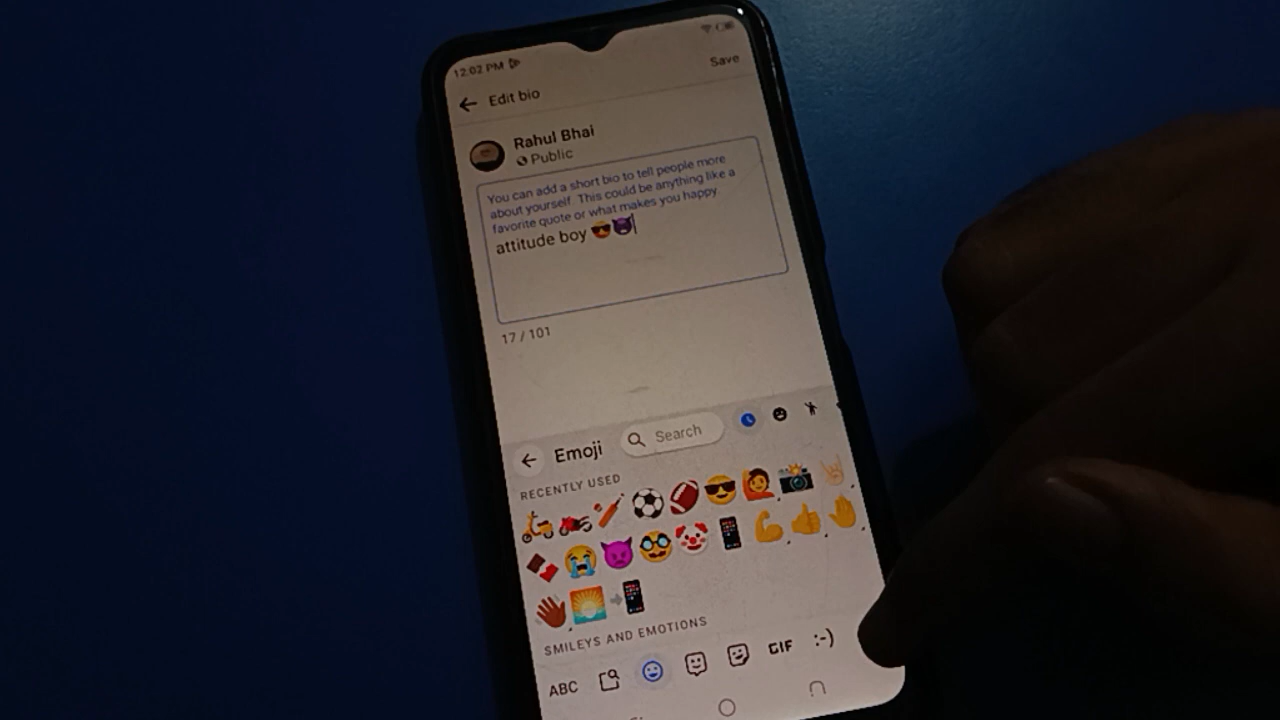 12:02 PM
Save
Edit bio
Rahul Bhai
Public
You can add a short bio to tell people more
about yourself. This could be anything like a
favorite quote or what makes you happy.
attitude boy 😎👿
17 / 101
Emoji
Search
RECENTLY USED
SMILEYS AND EMOTIONS
ABC
GIF
:-)